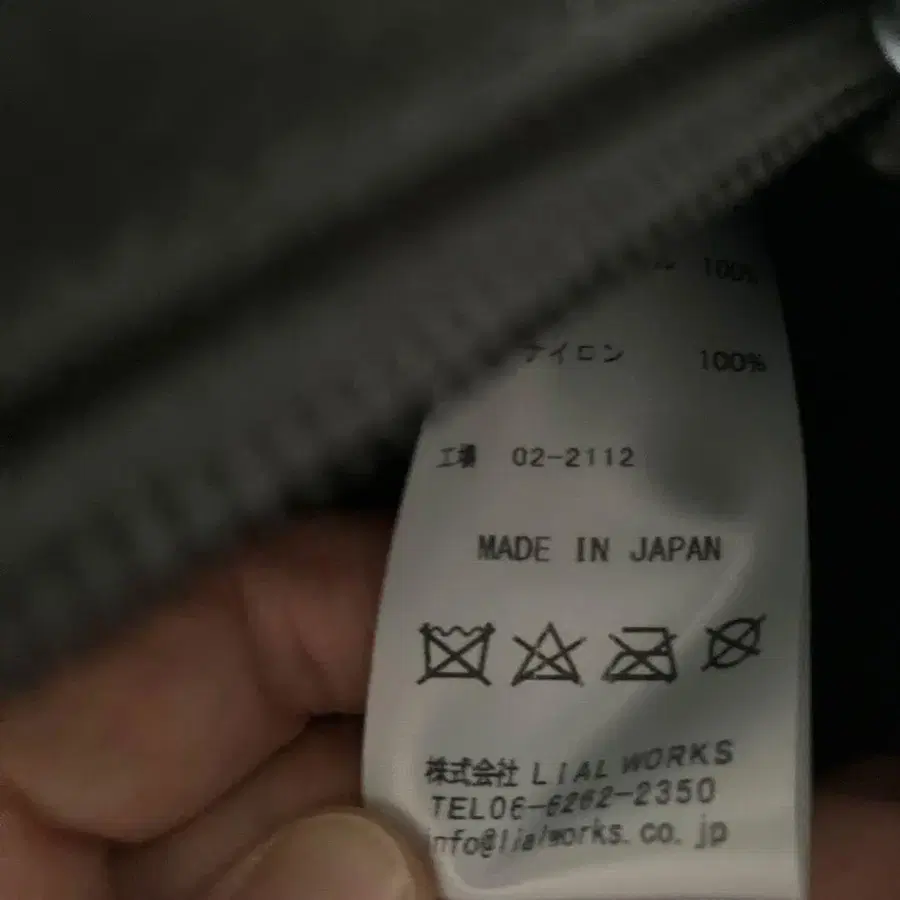 100%
ナイロン 100%
工場 02-2112
MADE IN JAPAN
株式会社 LIAL WORKS
TEL06-6262-2350
info@lialworks.co.jp